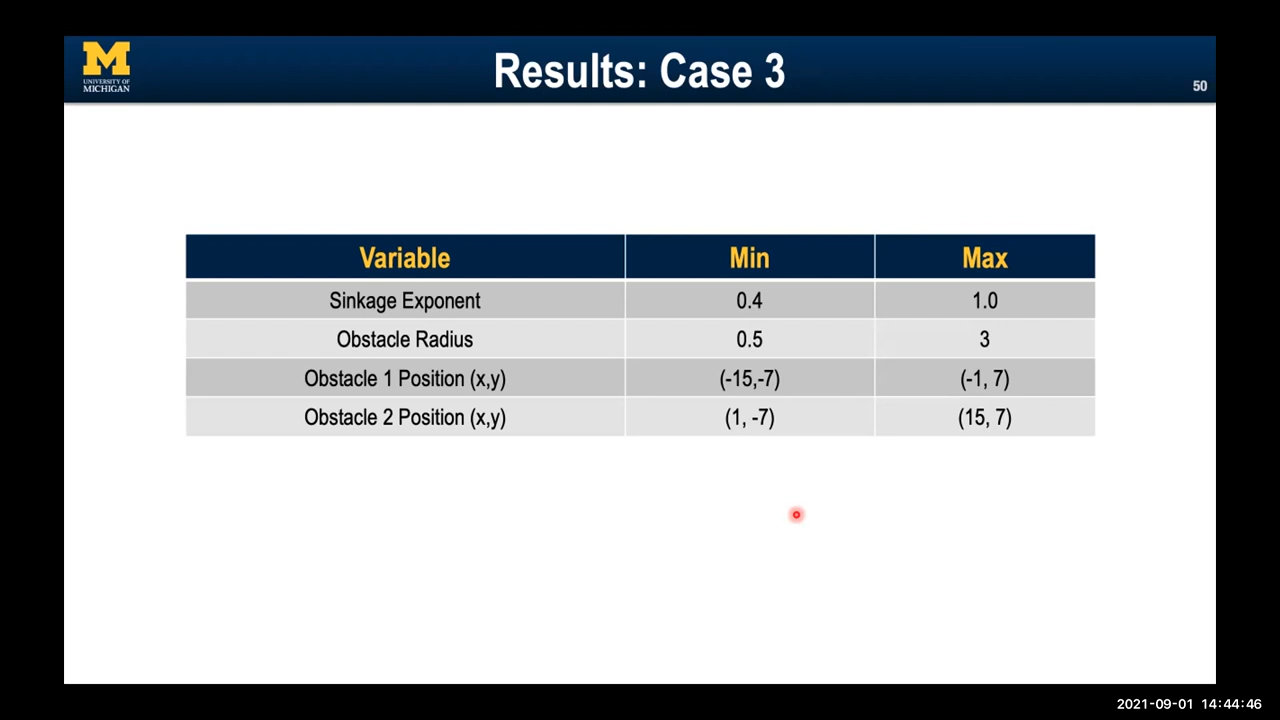 M
UNIVERSITY OF
MICHIGAN
Results: Case 3
50
Variable Min Max
Sinkage Exponent 0.4 1.0
Obstacle Radius 0.5 3
Obstacle 1 Position (x,y) (-15,-7) (-1, 7)
Obstacle 2 Position (x,y) (1, -7) (15, 7)
2021-09-01 14:44:46